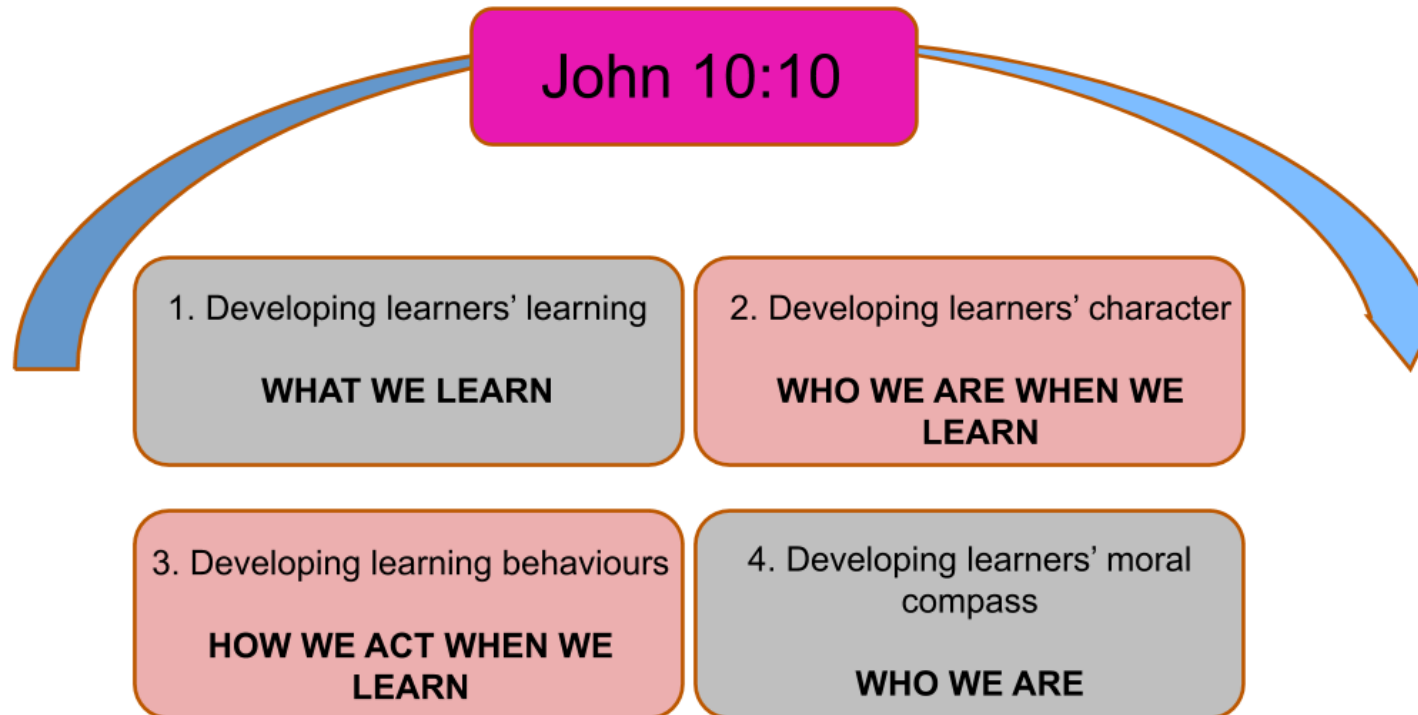 John 10:10
1. Developing learners’ learning
WHAT WE LEARN
2. Developing learners’ character
WHO WE ARE WHEN WE
LEARN
3. Developing learning behaviours
HOW WE ACT WHEN WE
LEARN
4. Developing learners’ moral
compass
WHO WE ARE